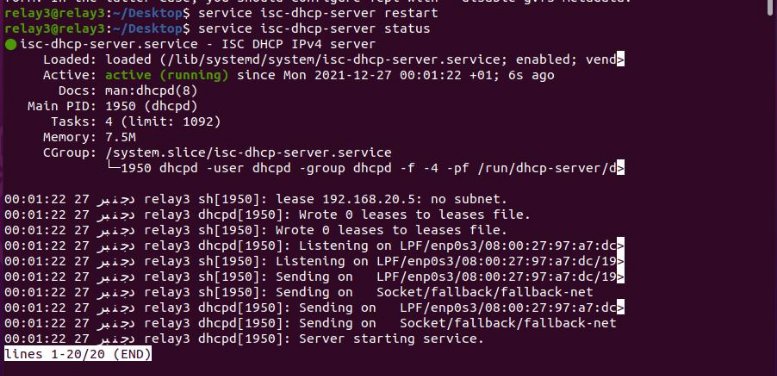 relay3@relay3:~/Desktop$ service isc-dhcp-server restart
relay3@relay3:~/Desktop$ service isc-dhcp-server status
● isc-dhcp-server.service - ISC DHCP IPv4 server
Loaded: loaded (/lib/systemd/system/isc-dhcp-server.service; enabled; vend>
Active: active (running) since Mon 2021-12-27 00:01:22 +01; 6s ago
Docs: man:dhcpd(8)
Main PID: 1950 (dhcpd)
Tasks: 4 (limit: 1092)
Memory: 7.5M
CGroup: /system.slice/isc-dhcp-server.service
└─1950 dhcpd -user dhcpd -group dhcpd -f -4 -pf /run/dhcp-server/d>
00:01:22 27 دجنبر relay3 sh[1950]: lease 192.168.20.5: no subnet.
00:01:22 27 دجنبر relay3 dhcpd[1950]: Wrote 0 leases to leases file.
00:01:22 27 دجنبر relay3 sh[1950]: Wrote 0 leases to leases file.
00:01:22 27 دجنبر relay3 dhcpd[1950]: Listening on LPF/enp0s3/08:00:27:97:a7:dc>
00:01:22 27 دجنبر relay3 sh[1950]: Listening on LPF/enp0s3/08:00:27:97:a7:dc/19>
00:01:22 27 دجنبر relay3 sh[1950]: Sending on   LPF/enp0s3/08:00:27:97:a7:dc/19>
00:01:22 27 دجنبر relay3 sh[1950]: Sending on   Socket/fallback/fallback-net
00:01:22 27 دجنبر relay3 dhcpd[1950]: Sending on   LPF/enp0s3/08:00:27:97:a7:dc>
00:01:22 27 دجنبر relay3 dhcpd[1950]: Sending on   Socket/fallback/fallback-net
00:01:22 27 دجنبر relay3 dhcpd[1950]: Server starting service.
lines 1-20/20 (END)